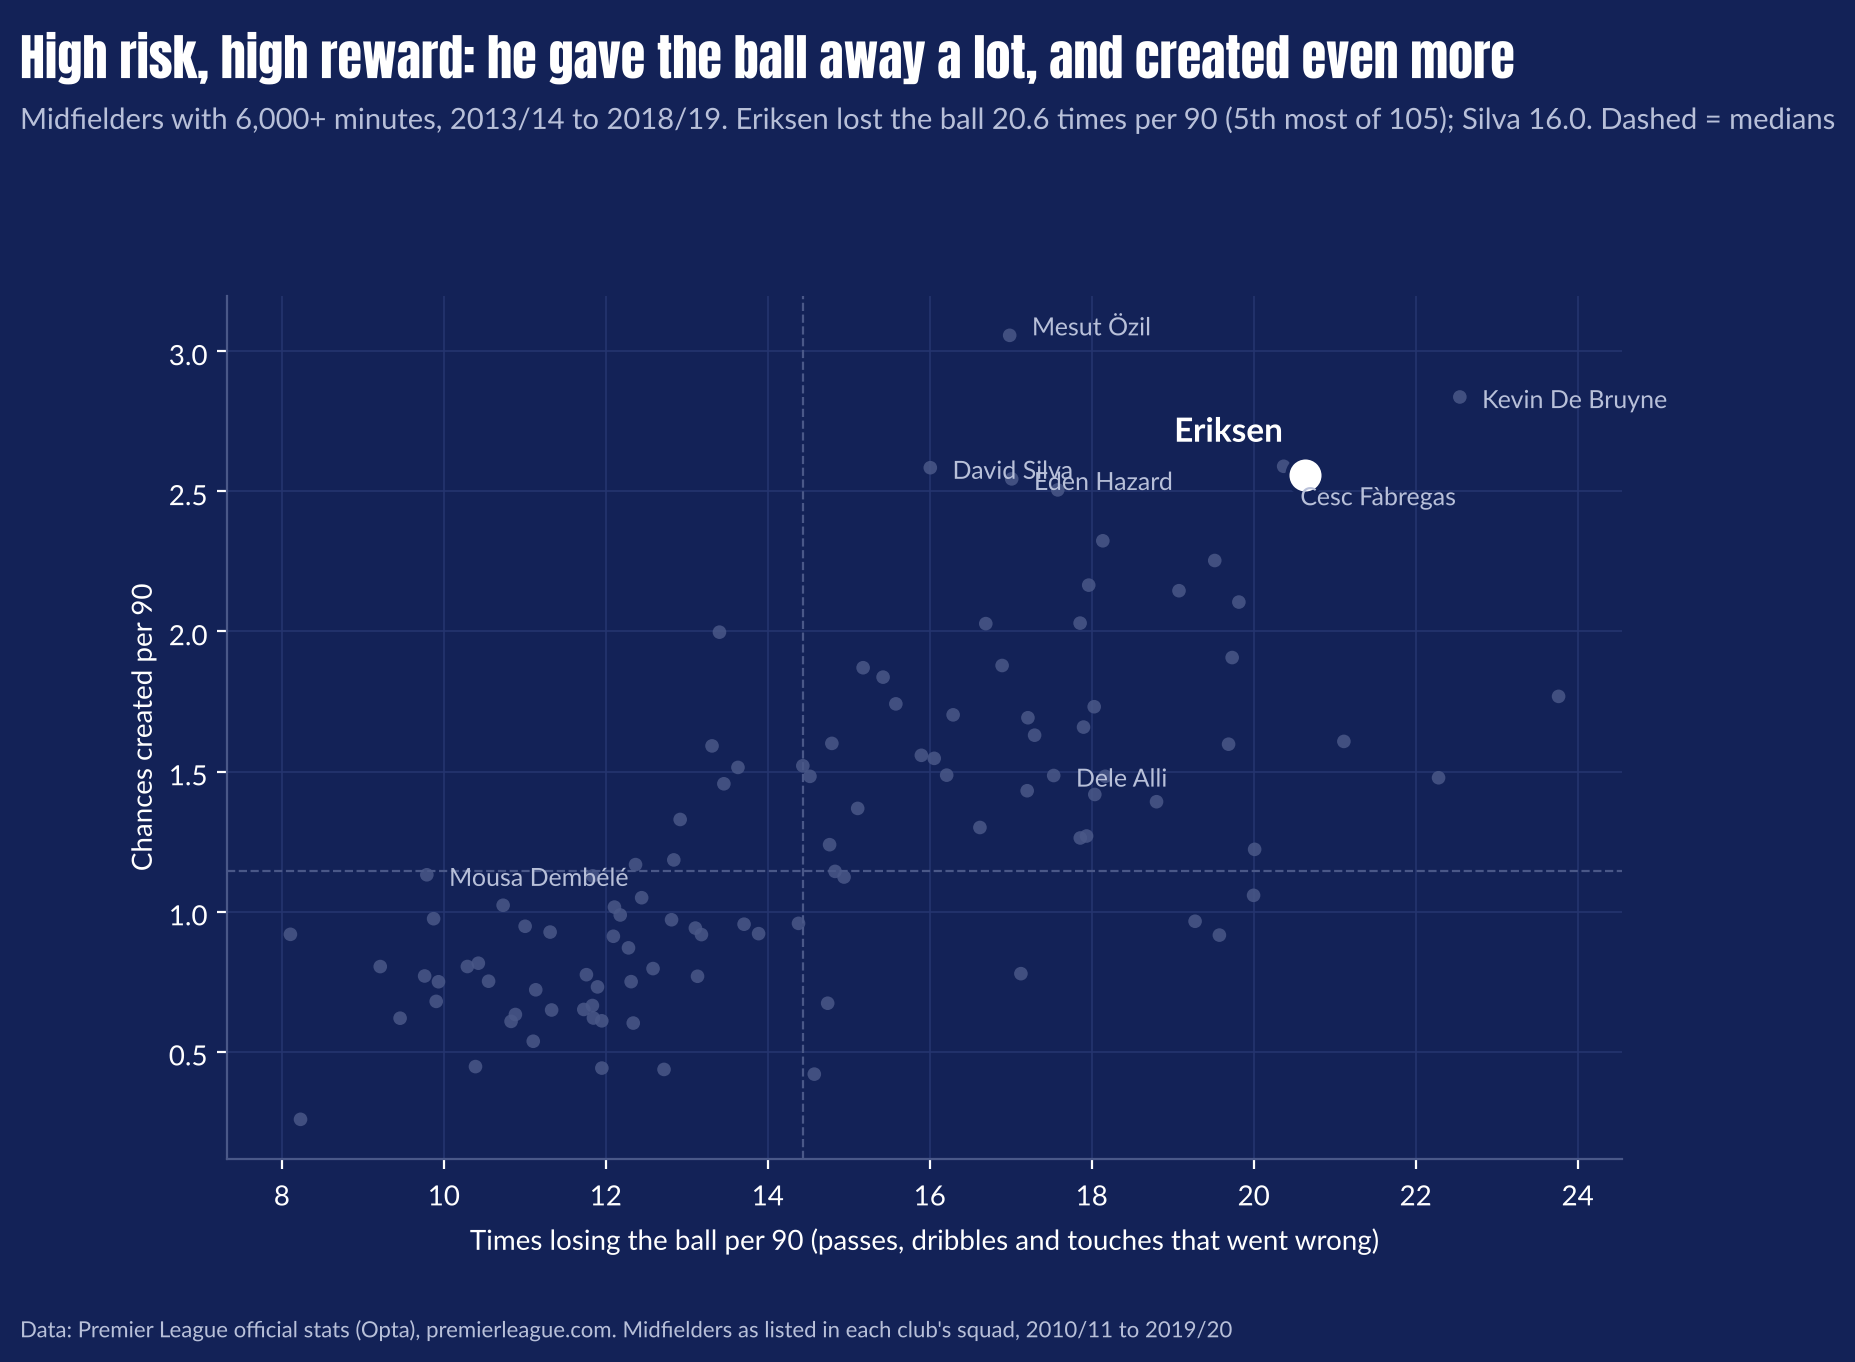 High risk, high reward: he gave the ball away a lot, and created even more
Midfielders with 6,000+ minutes, 2013/14 to 2018/19. Eriksen lost the ball 20.6 times per 90 (5th most of 105); Silva 16.0. Dashed = medians
Mesut Özil
3.0
Kevin De Bruyne
Eriksen
David Silva
Eden Hazard
2.5
Cesc Fàbregas
2.0
Chances created per 90
1.5
Dele Alli
Mousa Dembélé
1.0
0.5
8 10 12 14 16 18 20 22 24
Times losing the ball per 90 (passes, dribbles and touches that went wrong)
Data: Premier League official stats (Opta), premierleague.com. Midfielders as listed in each club's squad, 2010/11 to 2019/20